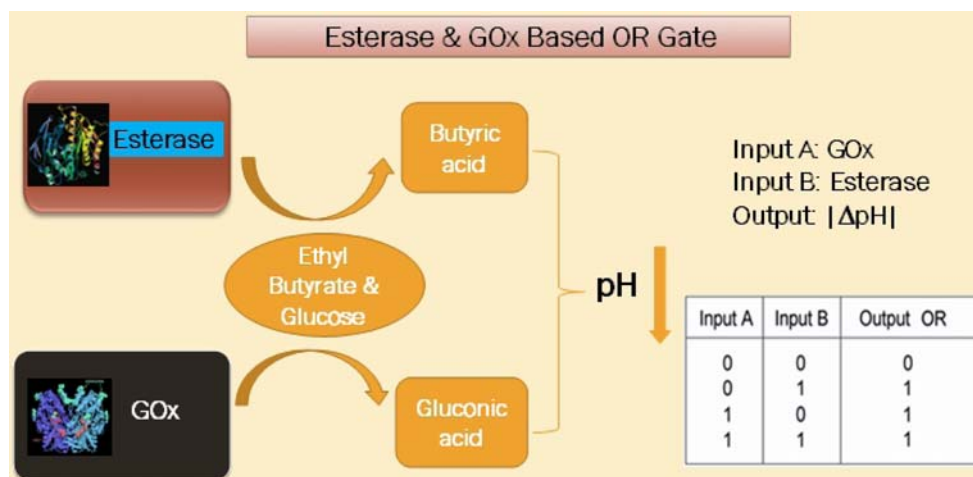 Esterase & GOx Based OR Gate
Esterase
Butyric
acid
Input A: GOx
Input B: Esterase
Output: |ΔpH|
Ethyl
Butyrate &
Glucose
pH
GOx
Gluconic
acid
Input A Input B Output OR
0 0 0
0 1 1
1 0 1
1 1 1